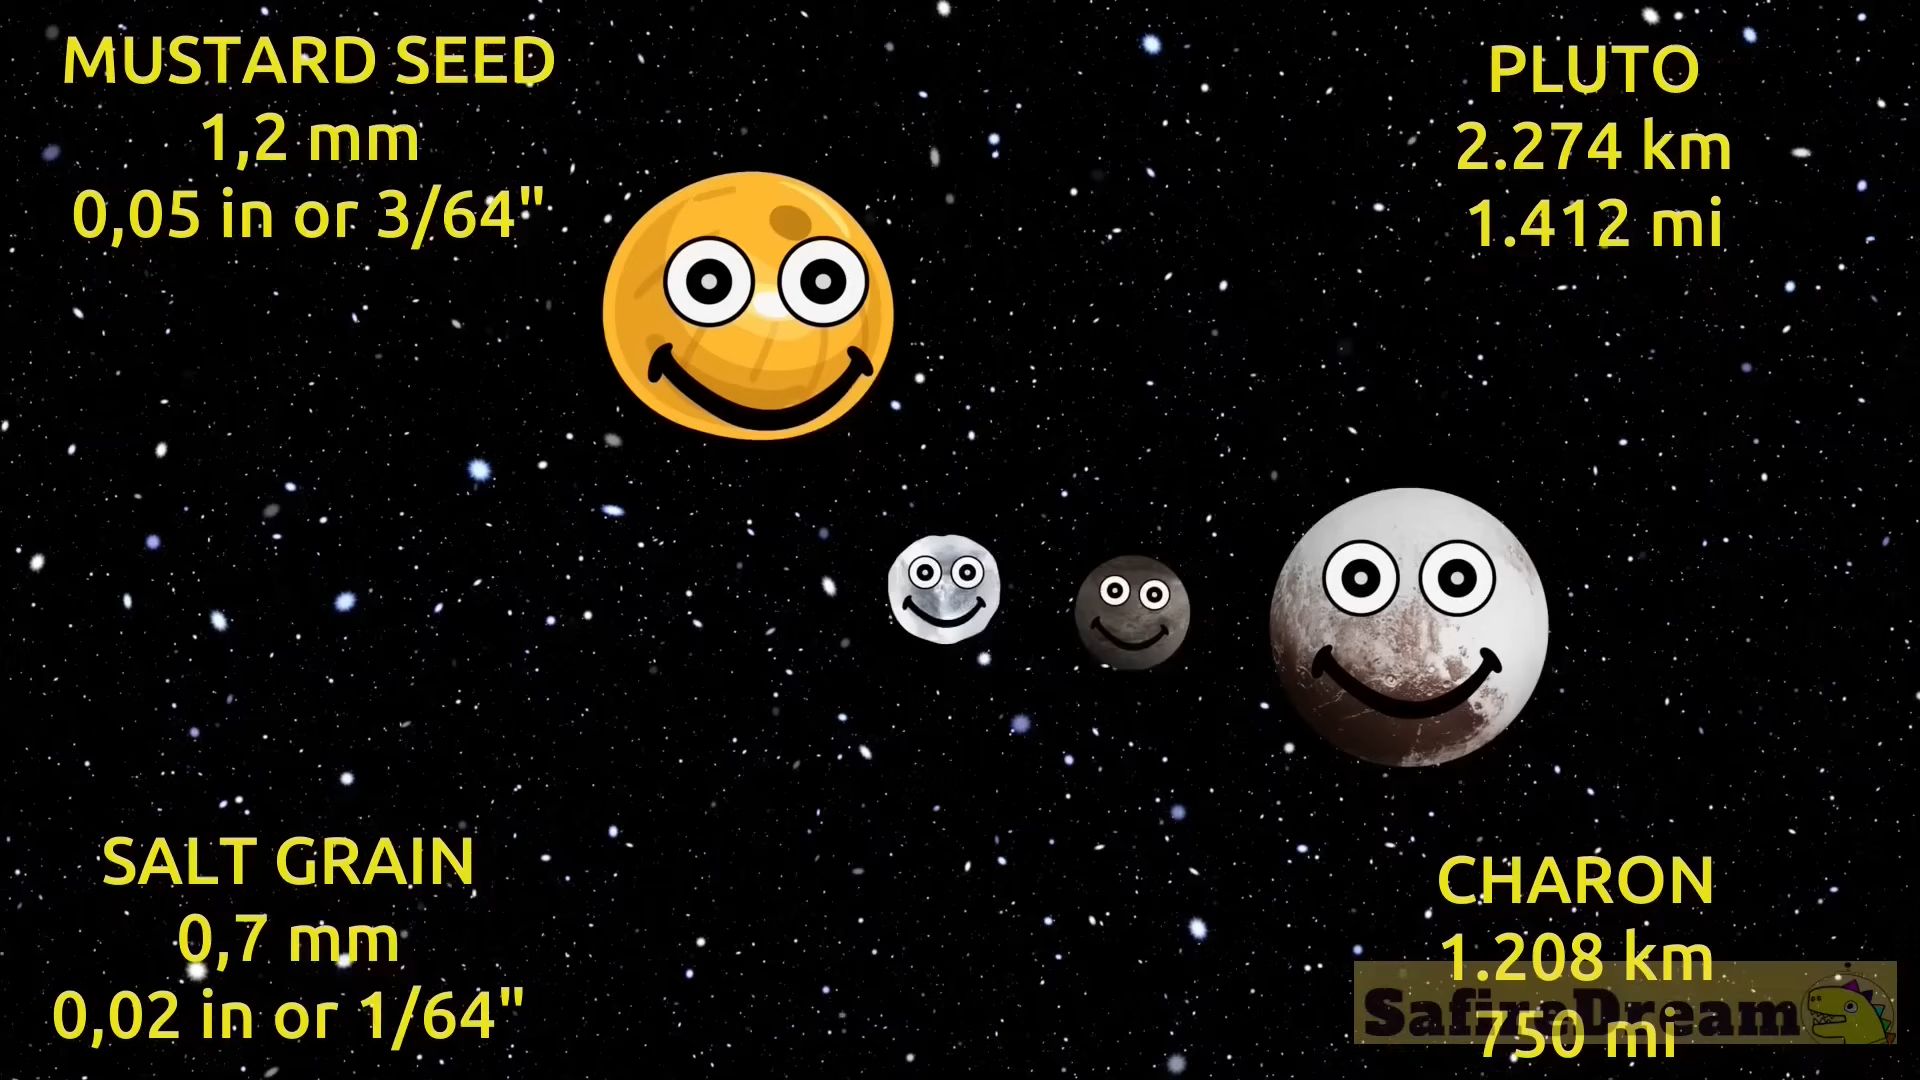 MUSTARD SEED
1,2 mm
0,05 in or 3/64"
PLUTO
2.274 km
1.412 mi
SALT GRAIN
0,7 mm
0,02 in or 1/64"
CHARON
1.208 km
750 mi
SafireDream